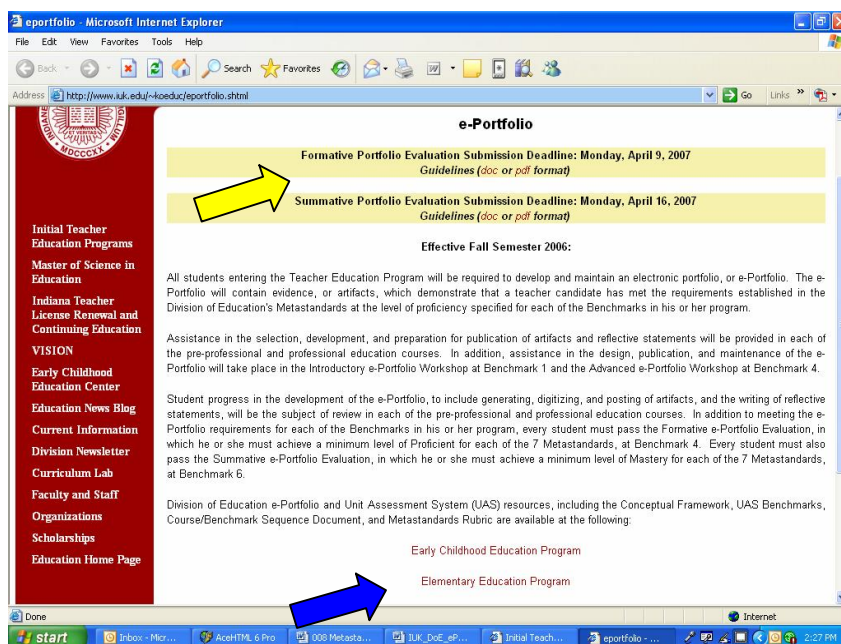 eportfolio - Microsoft Internet Explorer
File Edit View Favorites Tools Help
Back Search Favorites
Address http://www.iuk.edu/~koeduc/eportfolio.shtml Go Links »
MDCCCXX
e-Portfolio
Formative Portfolio Evaluation Submission Deadline: Monday, April 9, 2007
Guidelines (doc or pdf format)
Summative Portfolio Evaluation Submission Deadline: Monday, April 16, 2007
Guidelines (doc or pdf format)
Effective Fall Semester 2006:
All students entering the Teacher Education Program will be required to develop and maintain an electronic portfolio, or e-Portfolio. The e-
Portfolio will contain evidence, or artifacts, which demonstrate that a teacher candidate has met the requirements established in the
Division of Education's Metastandards at the level of proficiency specified for each of the Benchmarks in his or her program.
Assistance in the selection, development, and preparation for publication of artifacts and reflective statements will be provided in each of
the pre-professional and professional education courses. In addition, assistance in the design, publication, and maintenance of the e-
Portfolio will take place in the Introductory e-Portfolio Workshop at Benchmark 1 and the Advanced e-Portfolio Workshop at Benchmark 4.
Student progress in the development of the e-Portfolio, to include generating, digitizing, and posting of artifacts, and the writing of reflective
statements, will be the subject of review in each of the pre-professional and professional education courses. In addition to meeting the e-
Portfolio requirements for each of the Benchmarks in his or her program, every student must pass the Formative e-Portfolio Evaluation, in
which he or she must achieve a minimum level of Proficient for each of the 7 Metastandards, at Benchmark 4. Every student must also
pass the Summative e-Portfolio Evaluation, in which he or she must achieve a minimum level of Mastery for each of the 7 Metastandards,
at Benchmark 6.
Division of Education e-Portfolio and Unit Assessment System (UAS) resources, including the Conceptual Framework, UAS Benchmarks,
Course/Benchmark Sequence Document, and Metastandards Rubric are available at the following:
Early Childhood Education Program
Elementary Education Program
Initial Teacher
Education Programs
Master of Science in
Education
Indiana Teacher
License Renewal and
Continuing Education
VISION
Early Childhood
Education Center
Education News Blog
Current Information
Division Newsletter
Curriculum Lab
Faculty and Staff
Organizations
Scholarships
Education Home Page
Done Internet
start Inbox - Micr... AceHTML 6 Pro 008 Metasta... IUK_DoE_eP... Initial Teach... eportfolio - ... 2:27 PM